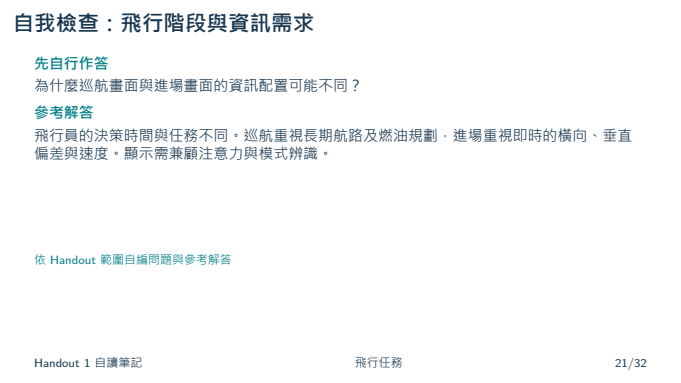 自我檢查：飛行階段與資訊需求
先自行作答
為什麼巡航畫面與進場畫面的資訊配置可能不同？
參考解答
飛行員的決策時間與任務不同。巡航重視長期航路及燃油規劃，進場重視即時的橫向、垂直
偏差與速度。顯示需兼顧注意力與模式辨識。
依 Handout 範圍自編問題與參考解答
Handout 1 自讀筆記
飛行任務
21/32